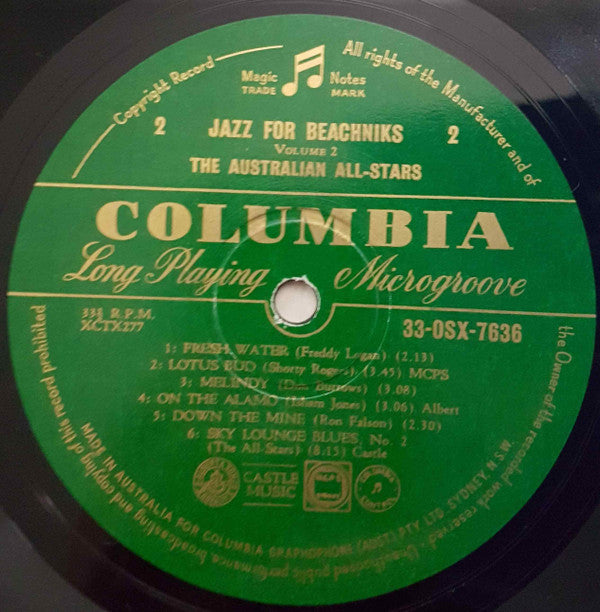 Copyright Record
All rights of the Manufacturer and of
the Owner of the recorded work reserved - Unauthorised public performance, broadcasting and copying of this record prohibited
Magic Notes
TRADE MARK
2 JAZZ FOR BEACHNIKS 2
VOLUME 2
THE AUSTRALIAN ALL-STARS
COLUMBIA
Long Playing Microgroove
33⅓ R.P.M.
XCTX277
33-OSX-7636
1: FRESH WATER (Freddy Logan) (2.13)
2: LOTUS BUD (Shorty Rogers) (3.45) MCPS
3: MELINDY (Don Burrows) (3.08)
4: ON THE ALAMO (Isham Jones) (3.06) Albert
5: DOWN THE MINE (Ron Falson) (2.30)
6: SKY LOUNGE BLUES, No. 2
(The All-Stars) (8.15) Castle
CASTLE
MUSIC
MADE IN AUSTRALIA FOR COLUMBIA GRAPHOPHONE (AUST.) PTY. LTD. SYDNEY. N.S.W.